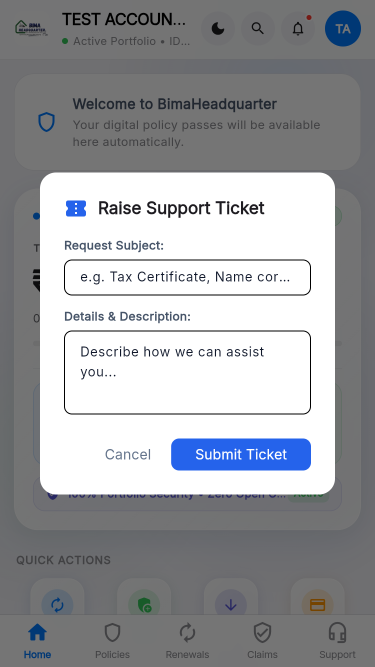 TEST ACCOUN...
Active Portfolio • ID...
TA
Welcome to BimaHeadquarter
Your digital policy passes will be available
here automatically.
Raise Support Ticket
Request Subject:
e.g. Tax Certificate, Name cor...
Details & Description:
Describe how we can assist
you...
Cancel
Submit Ticket
QUICK ACTIONS
Home
Policies
Renewals
Claims
Support